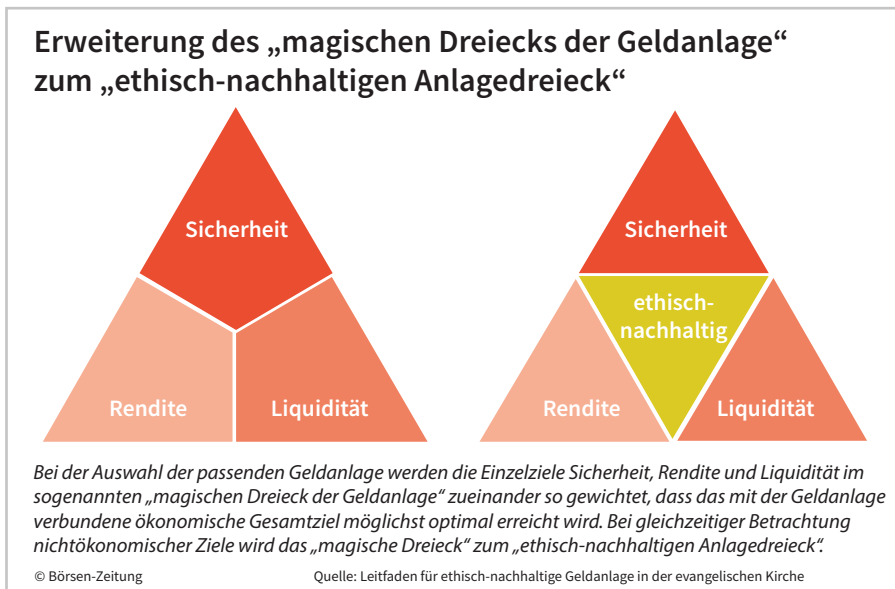 Erweiterung des „magischen Dreiecks der Geldanlage“
zum „ethisch-nachhaltigen Anlagedreieck“
Sicherheit
Rendite
Liquidität
Sicherheit
ethisch-
nachhaltig
Rendite
Liquidität
Bei der Auswahl der passenden Geldanlage werden die Einzelziele Sicherheit, Rendite und Liquidität im
sogenannten „magischen Dreieck der Geldanlage“ zueinander so gewichtet, dass das mit der Geldanlage
verbundene ökonomische Gesamtziel möglichst optimal erreicht wird. Bei gleichzeitiger Betrachtung
nichtökonomischer Ziele wird das „magische Dreieck“ zum „ethisch-nachhaltigen Anlagedreieck“.
© Börsen-Zeitung Quelle: Leitfaden für ethisch-nachhaltige Geldanlage in der evangelischen Kirche